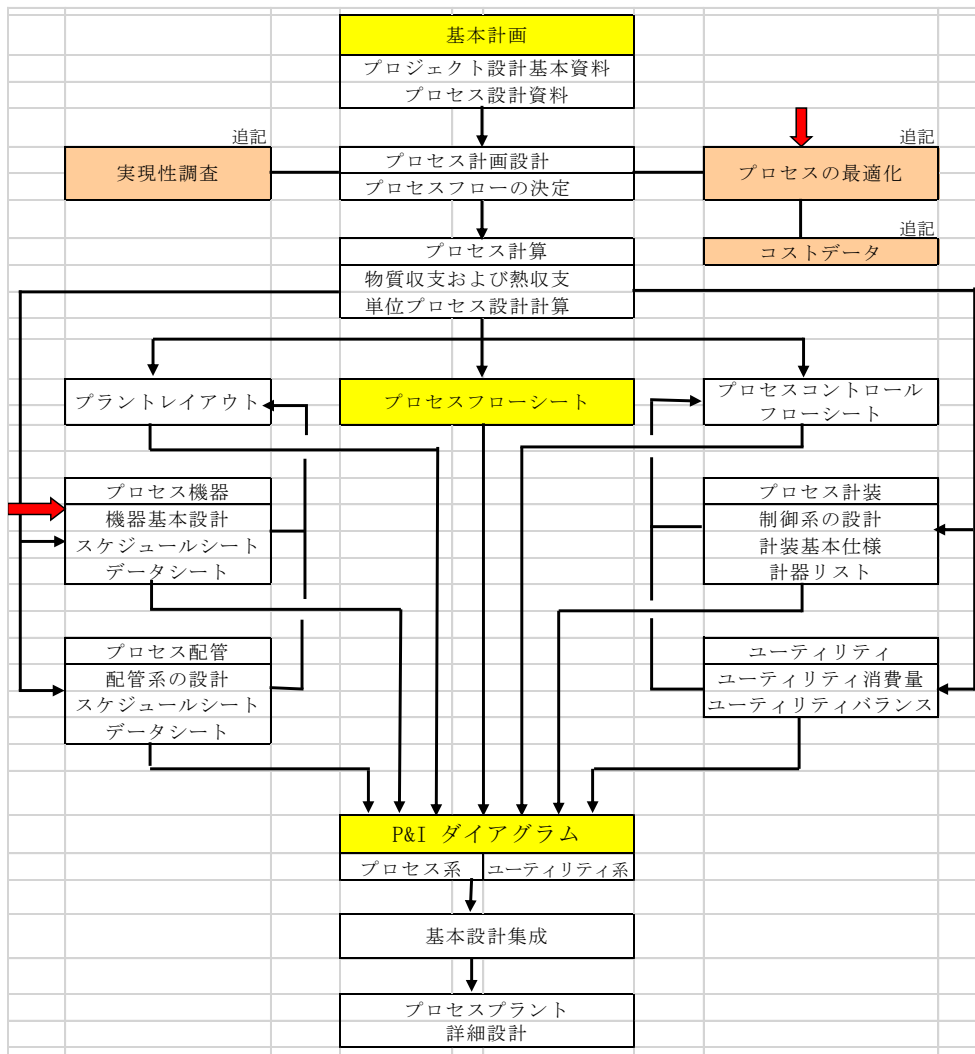 基本計画
プロジェクト設計基本資料
プロセス設計資料
追記
実現性調査
プロセス計画設計
プロセスフローの決定
追記
プロセスの最適化
追記
コストデータ
プロセス計算
物質収支および熱収支
単位プロセス設計計算
プラントレイアウト
プロセスフローシート
プロセスコントロール
フローシート
プロセス機器
機器基本設計
スケジュールシート
データシート
プロセス計装
制御系の設計
計装基本仕様
計器リスト
プロセス配管
配管系の設計
スケジュールシート
データシート
ユーティリティ
ユーティリティ消費量
ユーティリティバランス
P&I ダイアグラム
プロセス系
ユーティリティ系
基本設計集成
プロセスプラント
詳細設計